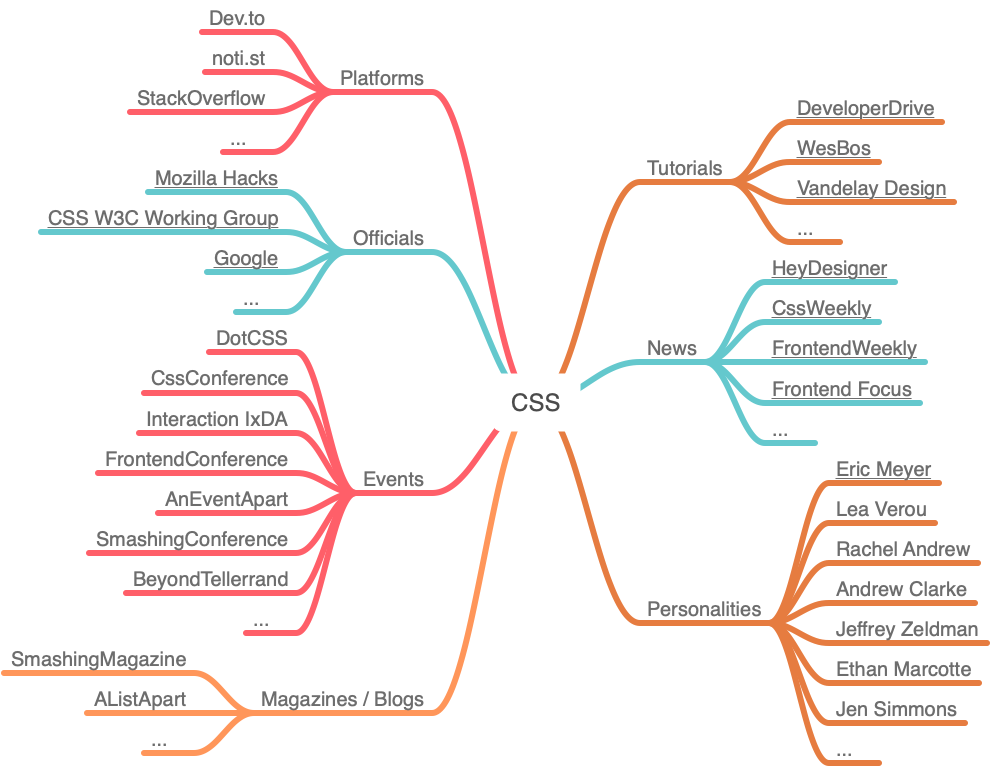 CSS
Platforms
Dev.to
noti.st
StackOverflow
...
Officials
Mozilla Hacks
CSS W3C Working Group
Google
...
Events
DotCSS
CssConference
Interaction IxDA
FrontendConference
AnEventApart
SmashingConference
BeyondTellerrand
...
Magazines / Blogs
SmashingMagazine
AListApart
...
Tutorials
DeveloperDrive
WesBos
Vandelay Design
...
News
HeyDesigner
CssWeekly
FrontendWeekly
Frontend Focus
...
Personalities
Eric Meyer
Lea Verou
Rachel Andrew
Andrew Clarke
Jeffrey Zeldman
Ethan Marcotte
Jen Simmons
...